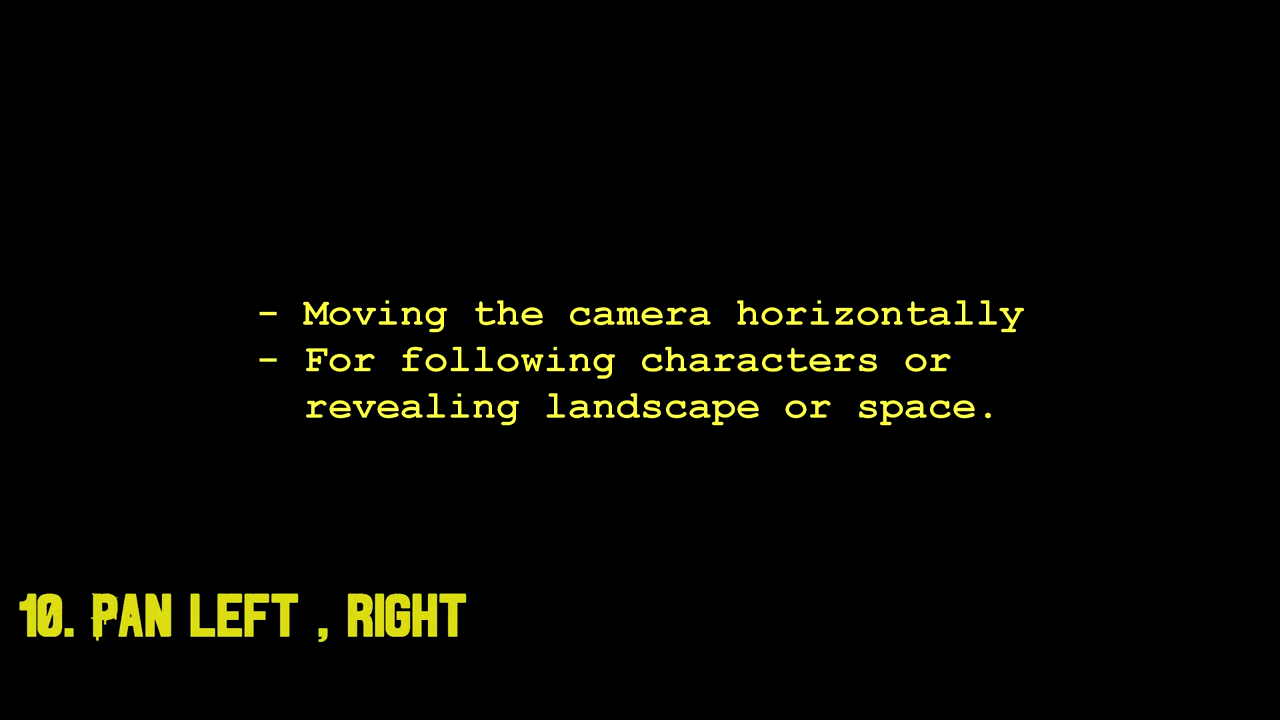 - Moving the camera horizontally
- For following characters or
revealing landscape or space.
10. PAN LEFT , RIGHT